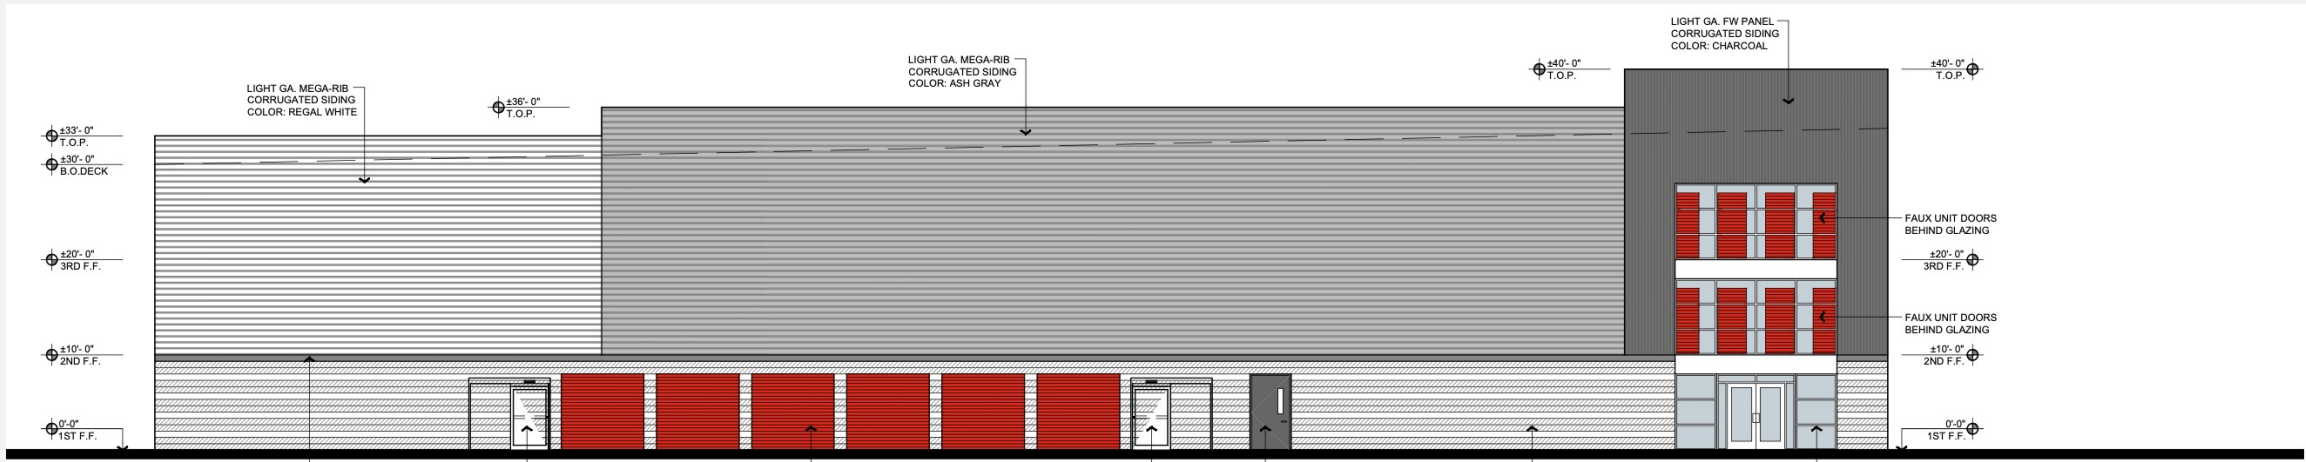 LIGHT GA. FW PANEL
CORRUGATED SIDING
COLOR: CHARCOAL
LIGHT GA. MEGA-RIB
CORRUGATED SIDING
COLOR: ASH GRAY
±40'- 0"
T.O.P.
±40'- 0"
T.O.P.
LIGHT GA. MEGA-RIB
CORRUGATED SIDING
COLOR: REGAL WHITE
±36'- 0"
T.O.P.
±33'- 0"
T.O.P.
±30'- 0"
B.O.DECK
FAUX UNIT DOORS
BEHIND GLAZING
±20'- 0"
3RD F.F.
±20'- 0"
3RD F.F.
FAUX UNIT DOORS
BEHIND GLAZING
±10'- 0"
2ND F.F.
±10'- 0"
2ND F.F.
0'-0"
1ST F.F.
0'-0"
1ST F.F.